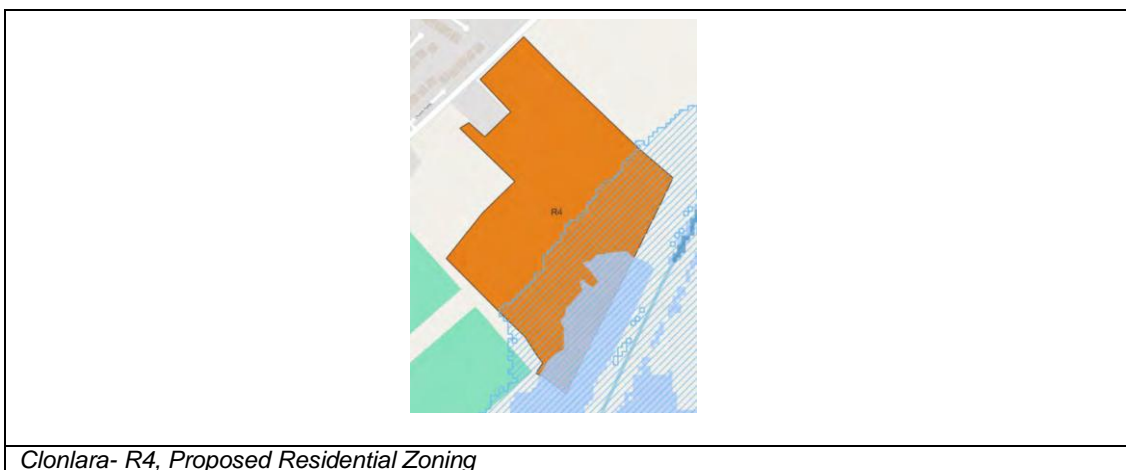 R4
Clonlara- R4, Proposed Residential Zoning